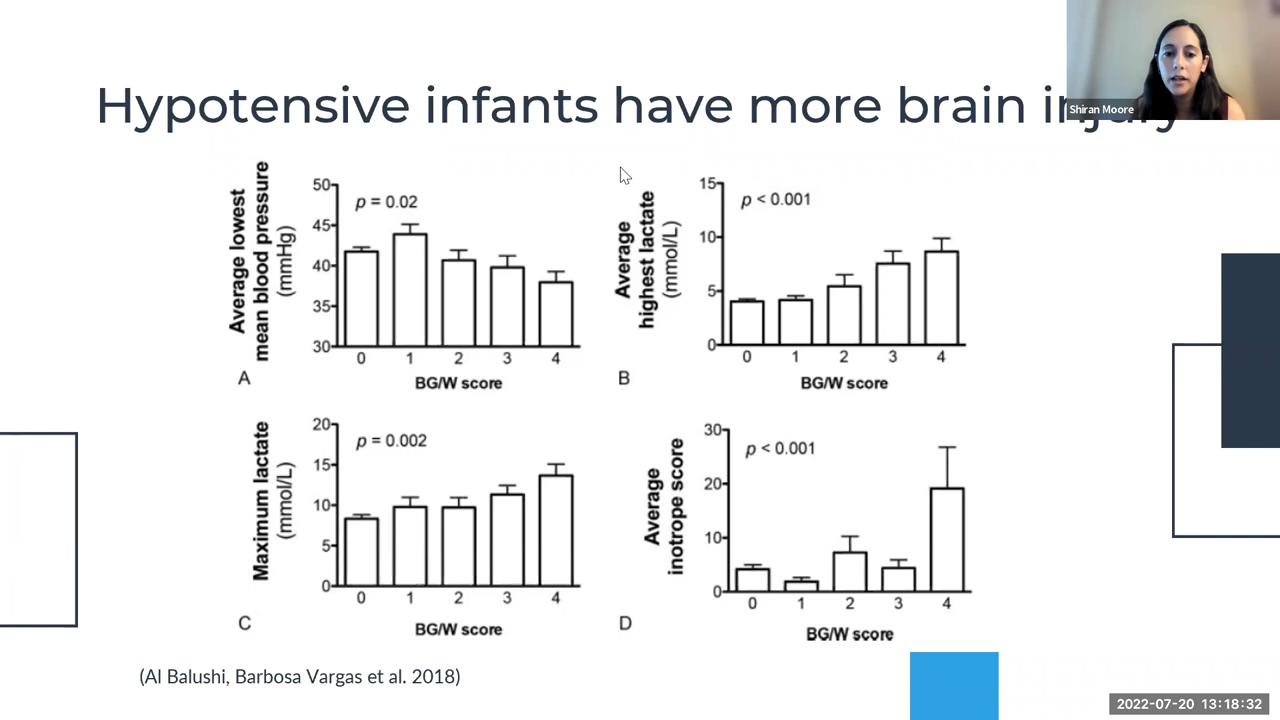 Hypotensive infants have more brain injury
Shiran Moore
Average lowest
mean blood pressure
(mmHg)
50
45
40
35
30
p = 0.02
0 1 2 3 4
BG/W score
A
Average
highest lactate
(mmol/L)
15
10
5
0
p < 0.001
0 1 2 3 4
BG/W score
B
Maximum lactate
(mmol/L)
20
15
10
5
0
p = 0.002
0 1 2 3 4
BG/W score
C
Average
inotrope score
30
20
10
0
p < 0.001
0 1 2 3 4
BG/W score
D
(Al Balushi, Barbosa Vargas et al. 2018)
2022-07-20 13:18:32